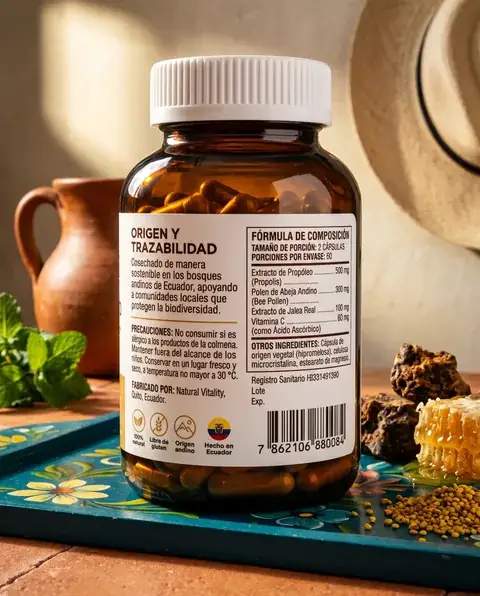 ORIGEN Y
TRAZABILIDAD
Cosechado de manera
sostenible en los bosques
andinos de Ecuador, apoyando
a comunidades locales que
protegen la biodiversidad.
PRECAUCIONES: No consumir si es
alérgico a los productos de la colmena.
Mantener fuera del alcance de los
niños. Conservar en un lugar fresco y
seco, a temperatura no mayor a 30 °C.
FABRICADO POR: Natural Vitality,
Quito, Ecuador.
100%
natural
Libre de
gluten
Origen
andino
Hecho en
Ecuador
FÓRMULA DE COMPOSICIÓN
TAMAÑO DE PORCIÓN: 2 CÁPSULAS
PORCIONES POR ENVASE: 60
Extracto de Propóleo 500 mg
(Propolis)
Polen de Abeja Andino 300 mg
(Bee Pollen)
Extracto de Jalea Real 100 mg
Vitamina C 60 mg
(como Ácido Ascórbico)
OTROS INGREDIENTES: Cápsula de
origen vegetal (hipromelosa), celulosa
microcristalina, estearato de magnesio.
Registro Sanitario HI331491390
Lote
Exp.
7 862106 880084